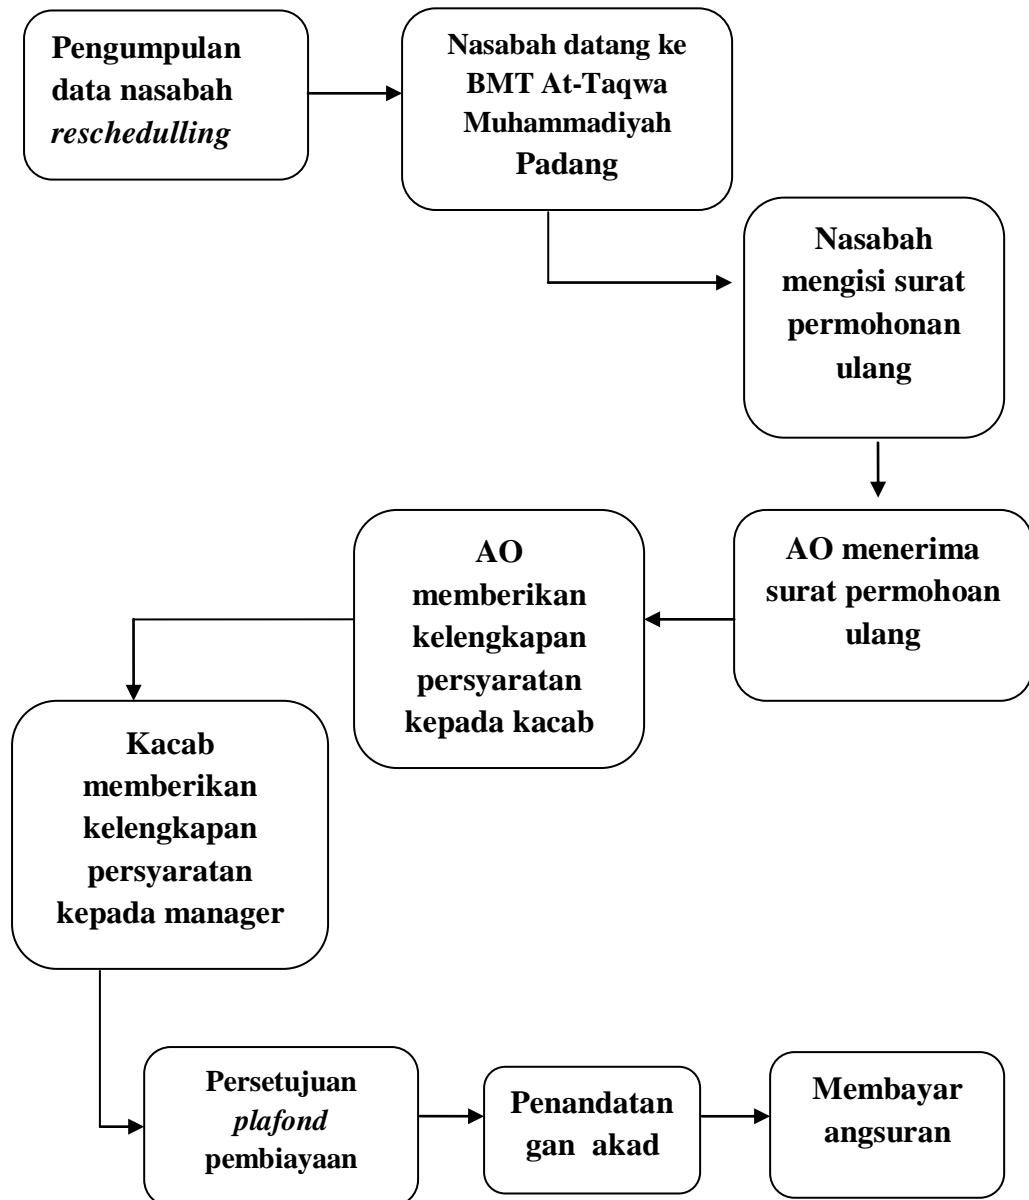 Pengumpulan
data nasabah
reschedulling
Nasabah datang ke
BMT At-Taqwa
Muhammadiyah
Padang
Nasabah
mengisi surat
permohonan
ulang
AO menerima
surat permohoan
ulang
AO
memberikan
kelengkapan
persyaratan
kepada kacab
Kacab
memberikan
kelengkapan
persyaratan
kepada manager
Persetujuan
plafond
pembiayaan
Penandatan
gan akad
Membayar
angsuran